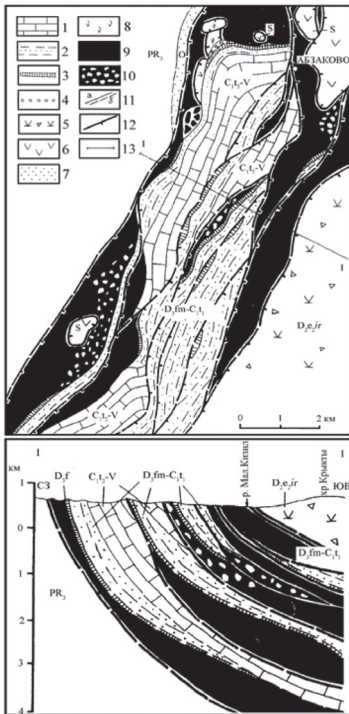 1
2
3
4
5
6
7
8
9
10
11
12
13
а
б
PR₃
O
S
S
АБЗАКОВО
C₁t₂-V
I
C₁t₂-V
S
D₃fm-C₁t₁
D₂e₂ir
I
C₁t₂-V
0 1 2 км
I
I
км
СЗ
D₃f
C₁t₂-V
D₃fm-C₁t₁
р. Мал.Кизил
D₂e₂ir
хр.Крыкты
ЮВ
1
0
1
2
3
4
PR₃
D₃fm-C₁t₁